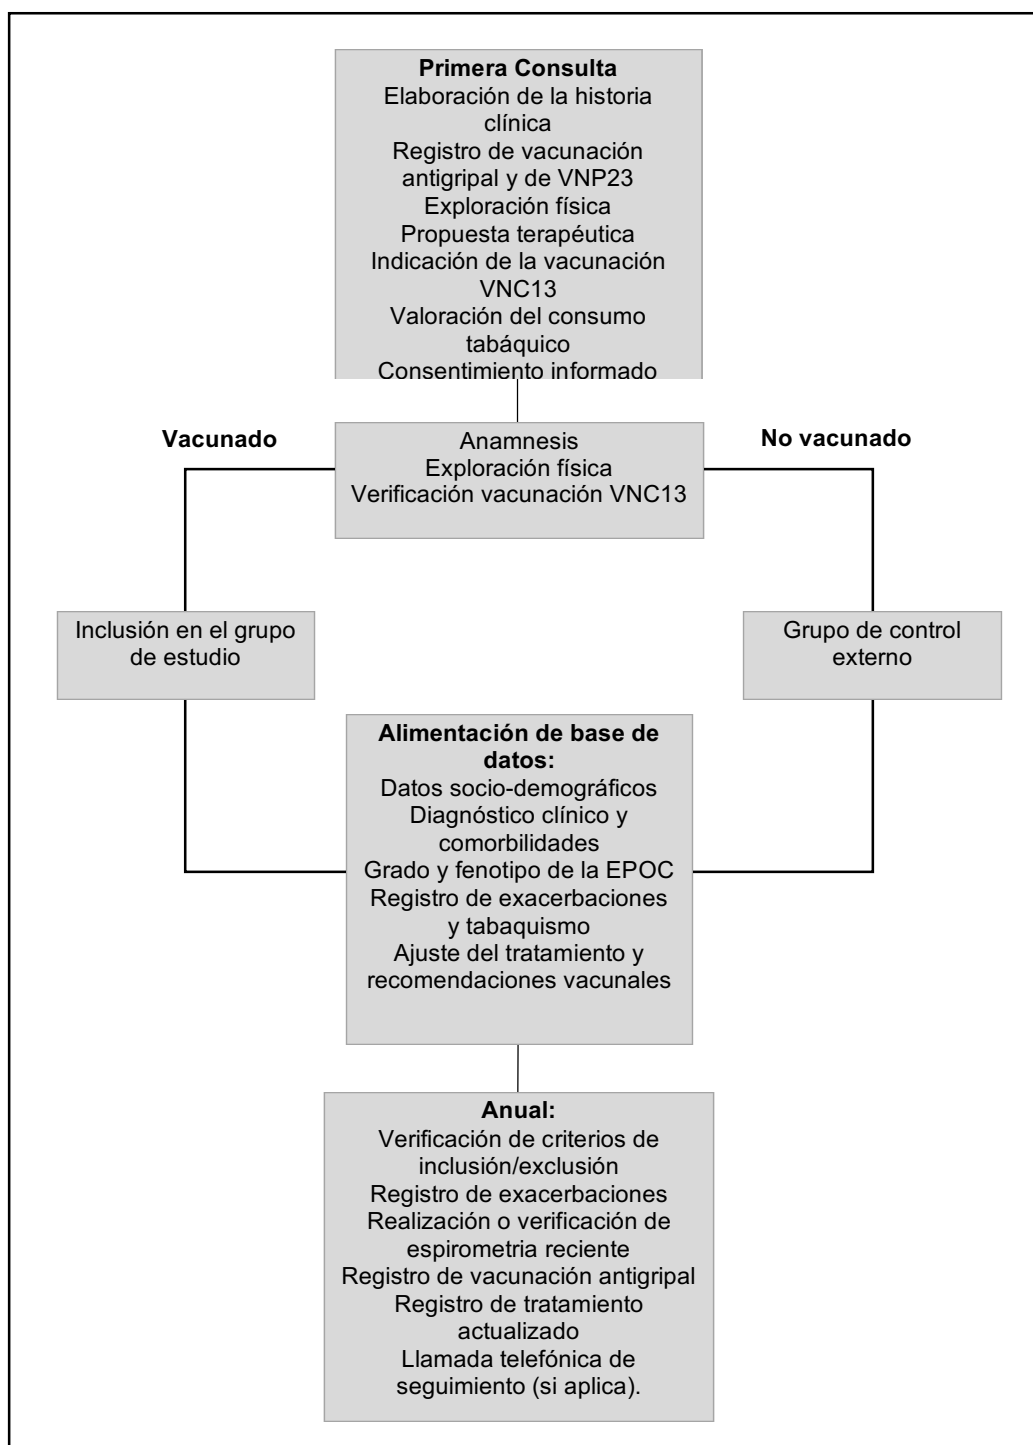 Primera Consulta
Elaboración de la historia
clínica
Registro de vacunación
antigripal y de VNP23
Exploración física
Propuesta terapéutica
Indicación de la vacunación
VNC13
Valoración del consumo
tabáquico
Consentimiento informado
Vacunado
Anamnesis
Exploración física
Verificación vacunación VNC13
No vacunado
Inclusión en el grupo
de estudio
Grupo de control
externo
Alimentación de base de
datos:
Datos socio-demográficos
Diagnóstico clínico y
comorbilidades
Grado y fenotipo de la EPOC
Registro de exacerbaciones
y tabaquismo
Ajuste del tratamiento y
recomendaciones vacunales
Anual:
Verificación de criterios de
inclusión/exclusión
Registro de exacerbaciones
Realización o verificación de
espirometria reciente
Registro de vacunación antigripal
Registro de tratamiento
actualizado
Llamada telefónica de
seguimiento (si aplica).